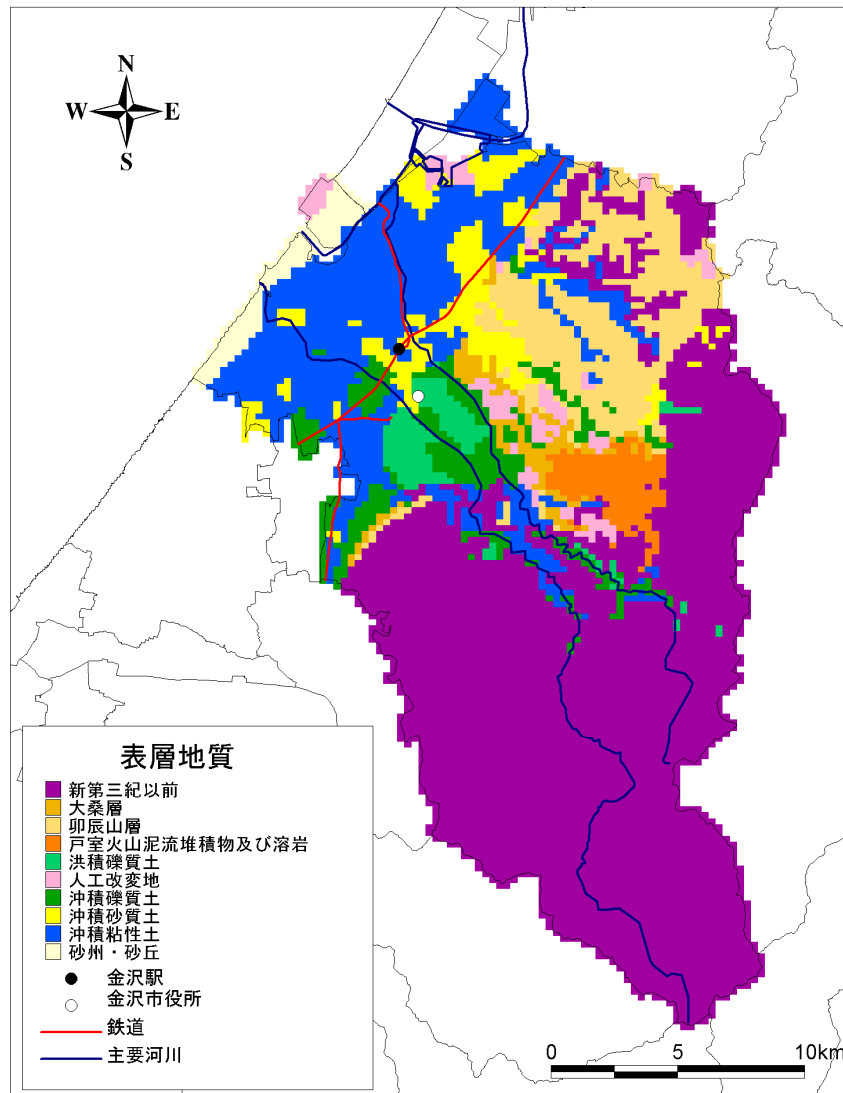 N
W E
S
表層地質
新第三紀以前
大桑層
卯辰山層
戸室火山泥流堆積物及び溶岩
洪積礫質土
人工改変地
沖積礫質土
沖積砂質土
沖積粘性土
砂州・砂丘
金沢駅
金沢市役所
鉄道
主要河川
0 5 10km